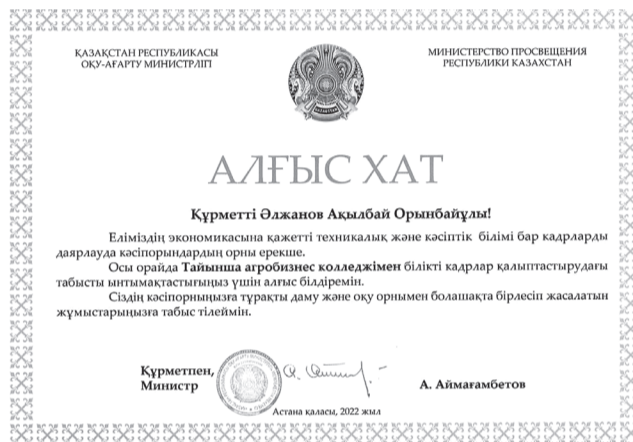 ҚАЗАҚСТАН РЕСПУБЛИКАСЫ
ОҚУ-АҒАРТУ МИНИСТРЛІГІ
МИНИСТЕРСТВО ПРОСВЕЩЕНИЯ
РЕСПУБЛИКИ КАЗАХСТАН
АЛҒЫС ХАТ
Құрметті Әлжанов Ақылбай Орынбайұлы!
Еліміздің экономикасына қажетті техникалық және кәсіптік білімі бар кадрларды
даярлауда кәсіпорындардың орны ерекше.
Осы орайда Тайынша агробизнес колледжімен білікті кадрлар қалыптастырудағы
табысты ынтымақтастығыңыз үшін алғыс білдіремін.
Сіздің кәсіпорныңызға тұрақты даму және оқу орнымен болашақта бірлесіп жасалатын
жұмыстарыңызға табыс тілеймін.
Құрметпен,
Министр
А. Аймағамбетов
Астана қаласы, 2022 жыл